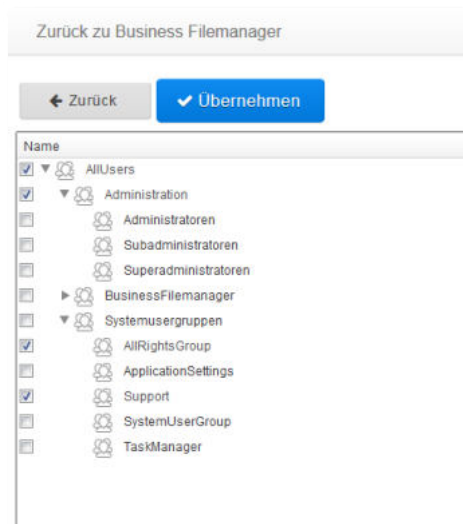 Zurück zu Business Filemanager
Zurück
Übernehmen
Name
AllUsers
Administration
Administratoren
Subadministratoren
Superadministratoren
BusinessFilemanager
Systemusergruppen
AllRightsGroup
ApplicationSettings
Support
SystemUserGroup
TaskManager